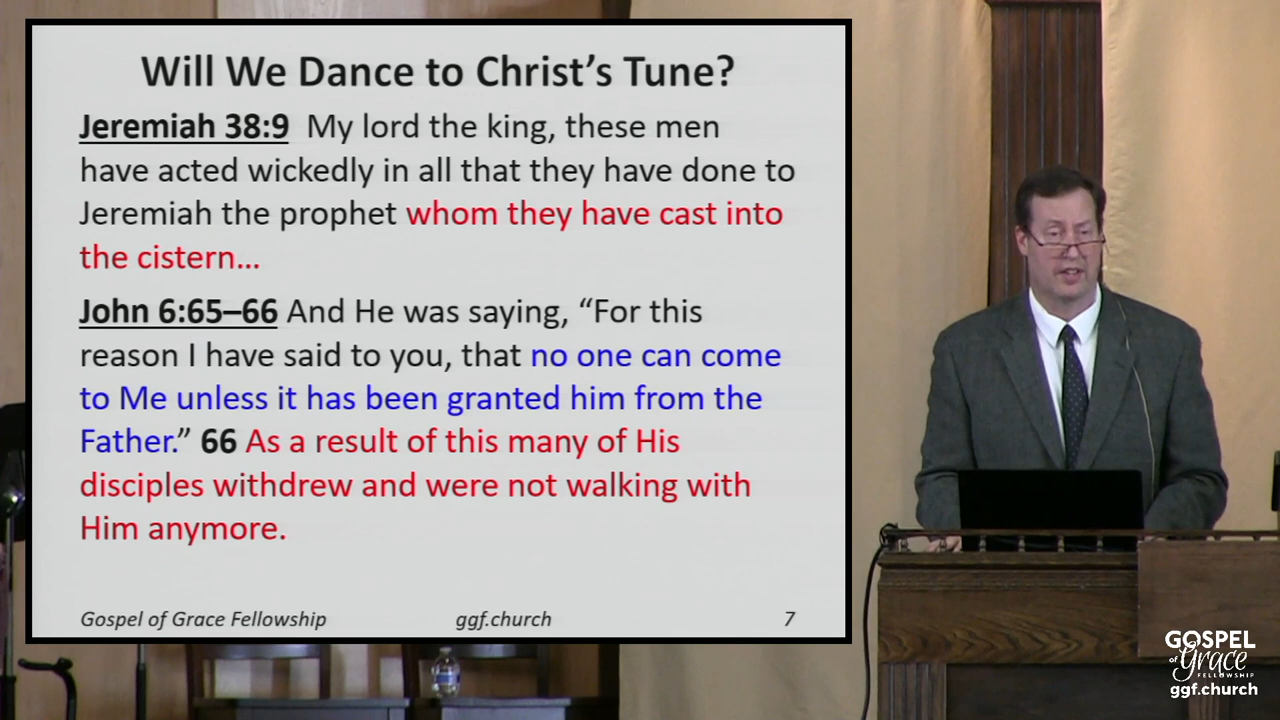 Will We Dance to Christ’s Tune?
Jeremiah 38:9 My lord the king, these men
have acted wickedly in all that they have done to
Jeremiah the prophet whom they have cast into
the cistern...
John 6:65–66 And He was saying, “For this
reason I have said to you, that no one can come
to Me unless it has been granted him from the
Father.” 66 As a result of this many of His
disciples withdrew and were not walking with
Him anymore.
Gospel of Grace Fellowship ggf.church 7
GOSPEL
of Grace
FELLOWSHIP
ggf.church